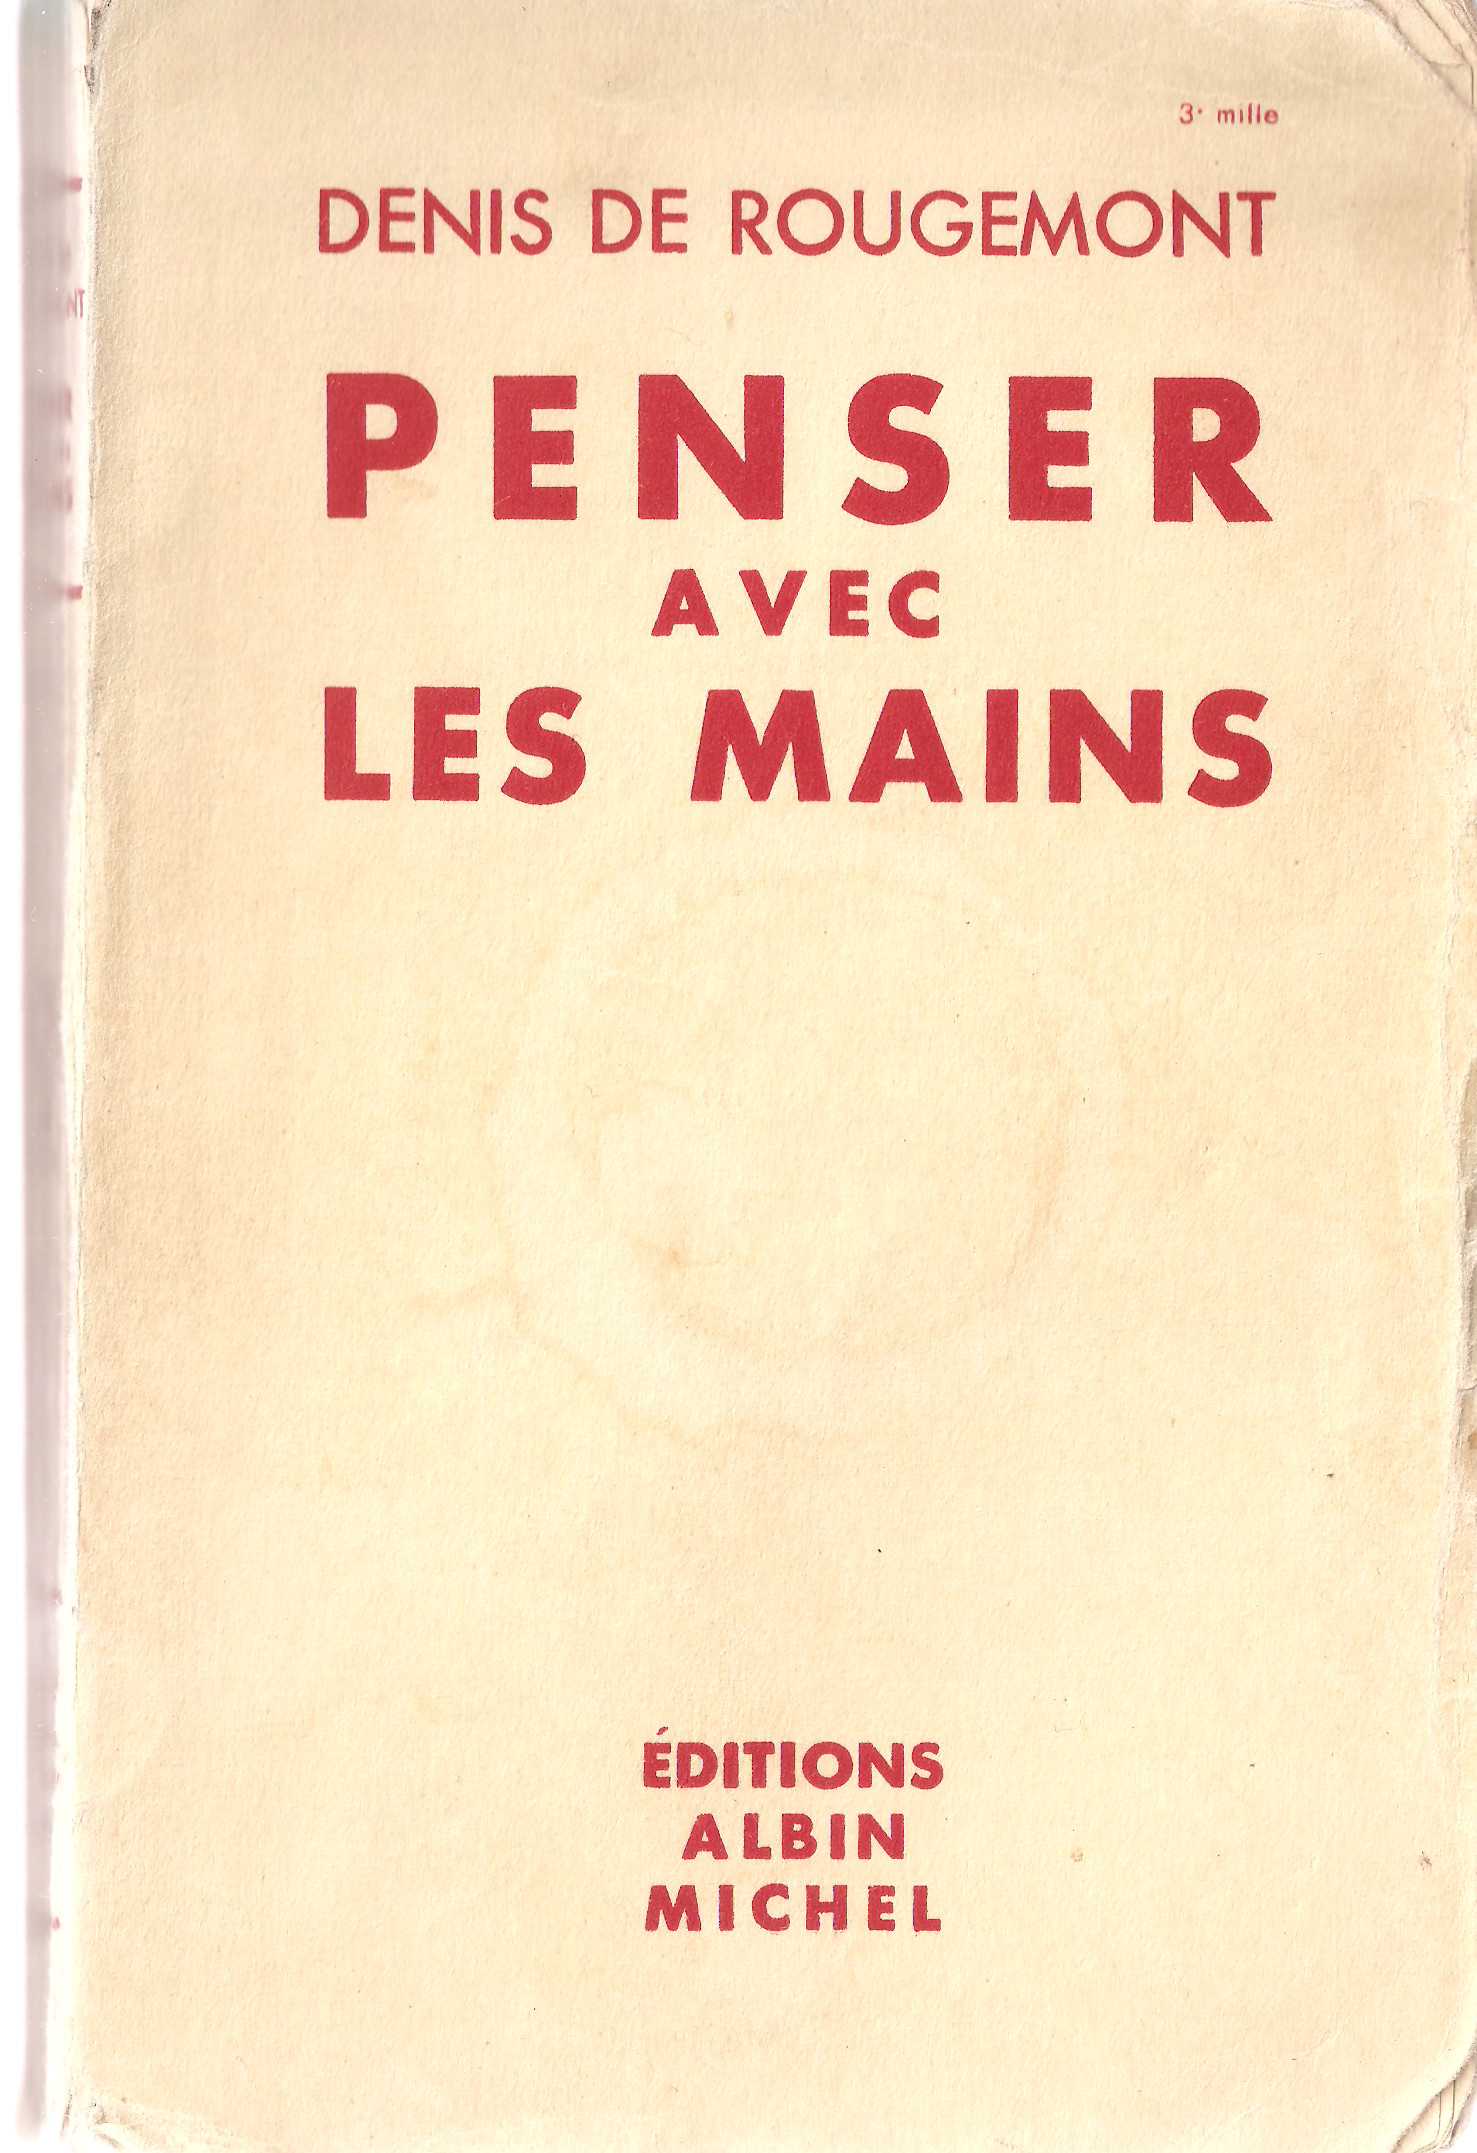 3e mille
DENIS DE ROUGEMONT
PENSER
AVEC
LES MAINS
ÉDITIONS
ALBIN
MICHEL